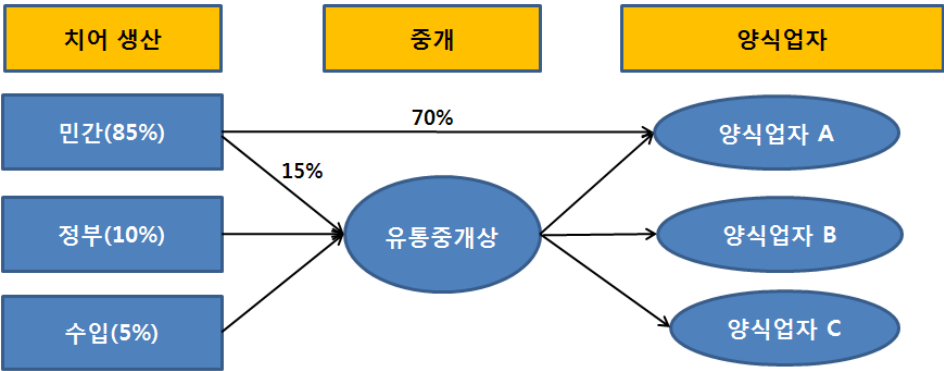 치어 생산
중개
양식업자
민간(85%)
70%
양식업자 A
15%
정부(10%)
유통중개상
양식업자 B
수입(5%)
양식업자 C